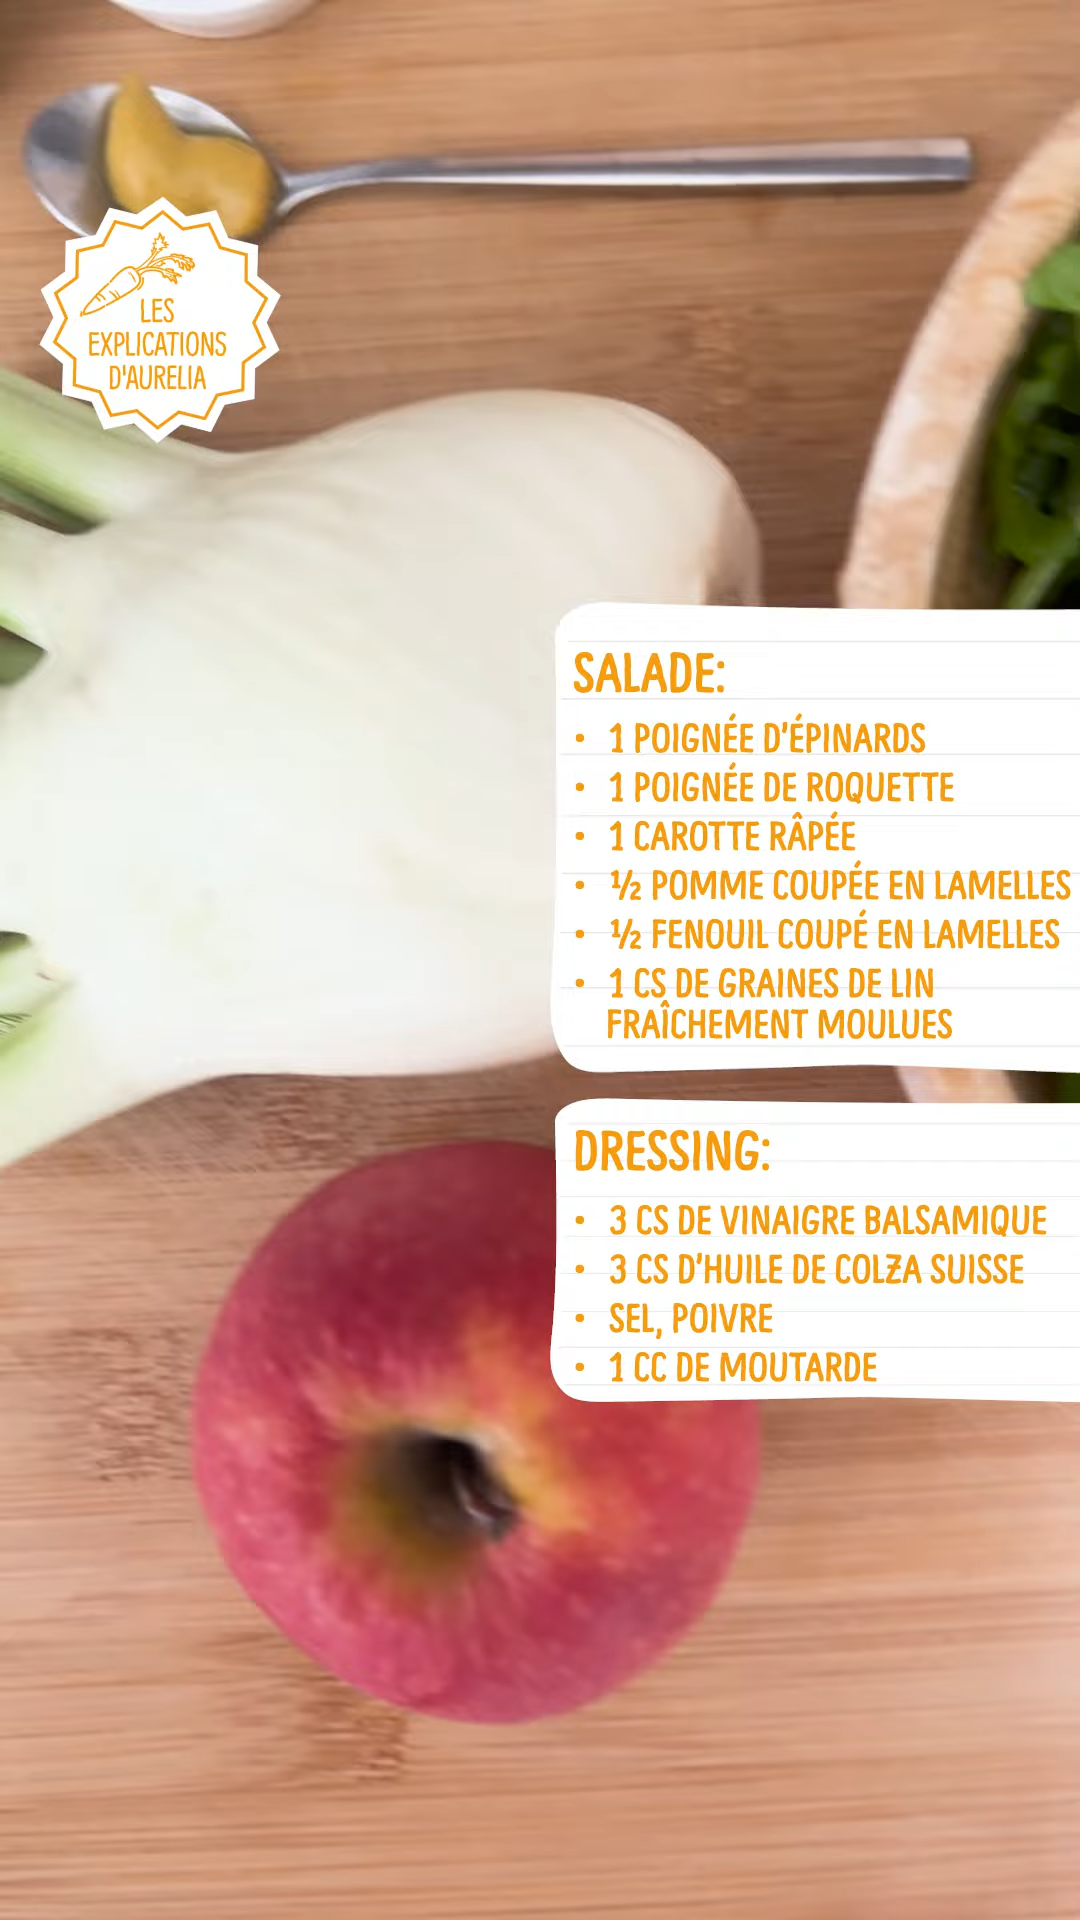 LES
EXPLICATIONS
D'AURELIA
SALADE:
• 1 POIGNÉE D'ÉPINARDS
• 1 POIGNÉE DE ROQUETTE
• 1 CAROTTE RÂPÉE
• ½ POMME COUPÉE EN LAMELLES
• ½ FENOUIL COUPÉ EN LAMELLES
• 1 CS DE GRAINES DE LIN
FRAÎCHEMENT MOULUES
DRESSING:
• 3 CS DE VINAIGRE BALSAMIQUE
• 3 CS D'HUILE DE COLZA SUISSE
• SEL, POIVRE
• 1 CC DE MOUTARDE